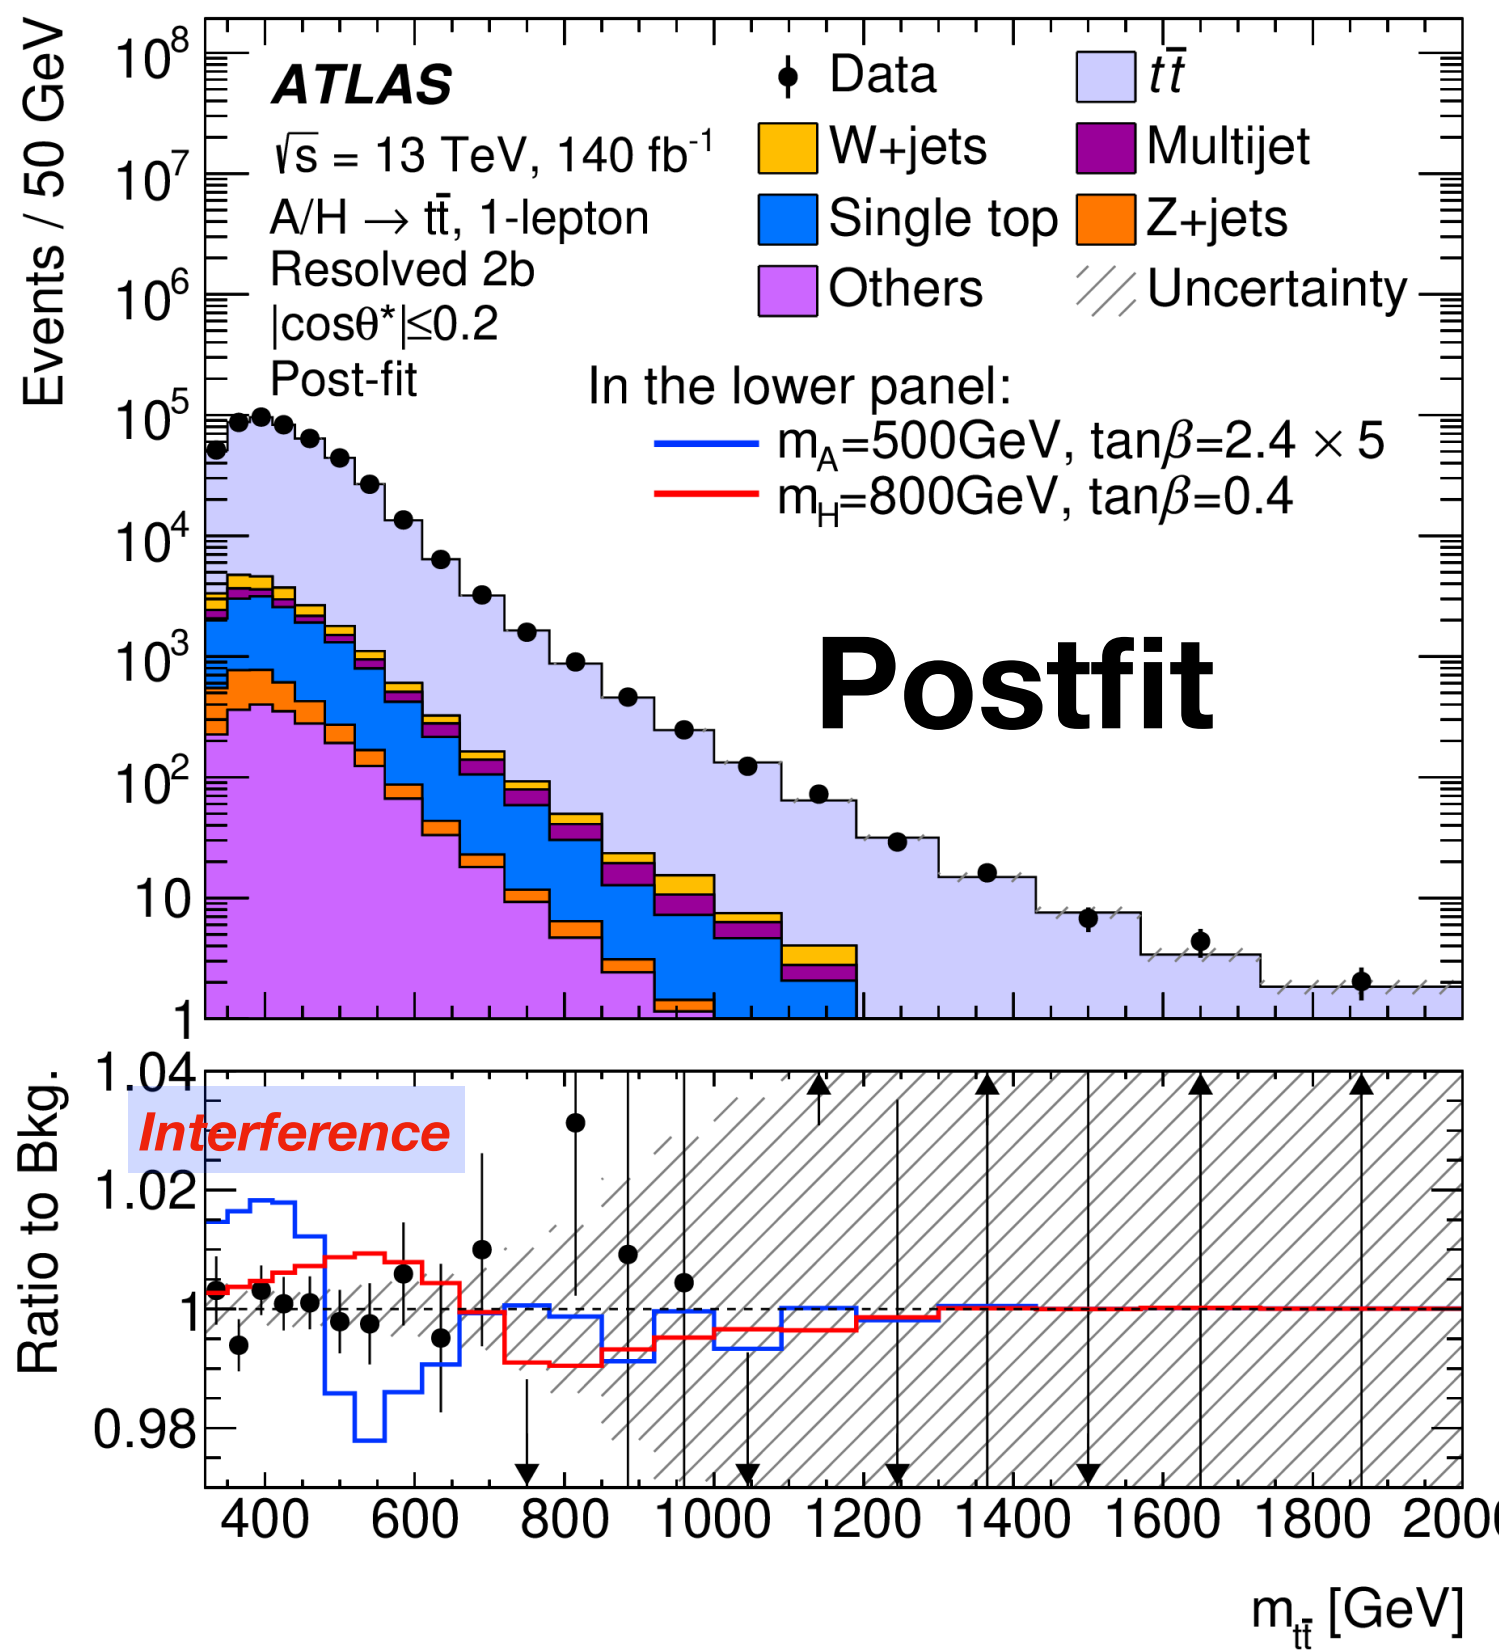 Events / 50 GeV
10⁸
10⁷
10⁶
10⁵
10⁴
10³
10²
10
1
ATLAS
√s = 13 TeV, 140 fb⁻¹
A/H → tt̄, 1-lepton
Resolved 2b
|cosθ*|≤0.2
Post-fit
Data
tt̄
W+jets
Multijet
Single top
Z+jets
Others
Uncertainty
In the lower panel:
m_A=500GeV, tanβ=2.4 × 5
m_H=800GeV, tanβ=0.4
Postfit
Ratio to Bkg.
1.04
1.02
1
0.98
Interference
400 600 800 1000 1200 1400 1600 1800 200
m_tt̄ [GeV]